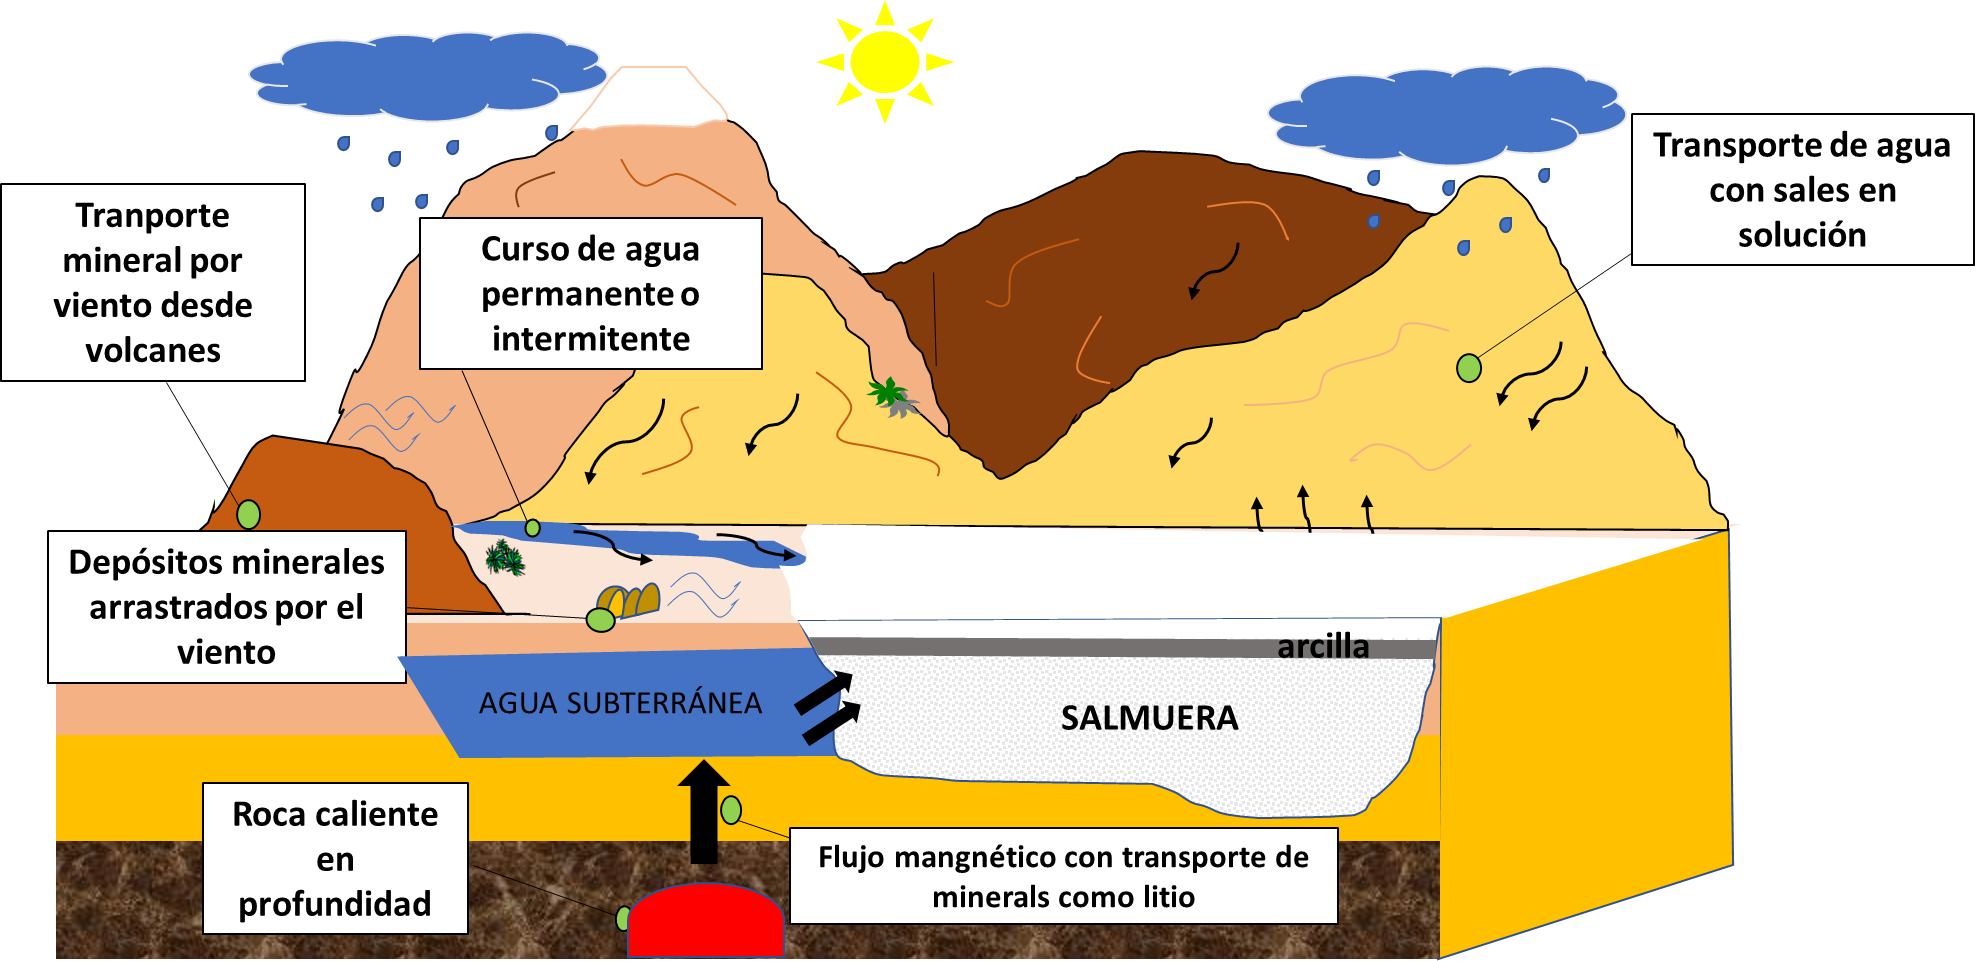 Tranporte
mineral por
viento desde
volcanes
Curso de agua
permanente o
intermitente
Transporte de agua
con sales en
solución
Depósitos minerales
arrastrados por el
viento
arcilla
AGUA SUBTERRÁNEA
SALMUERA
Roca caliente
en
profundidad
Flujo mangnético con transporte de
minerals como litio